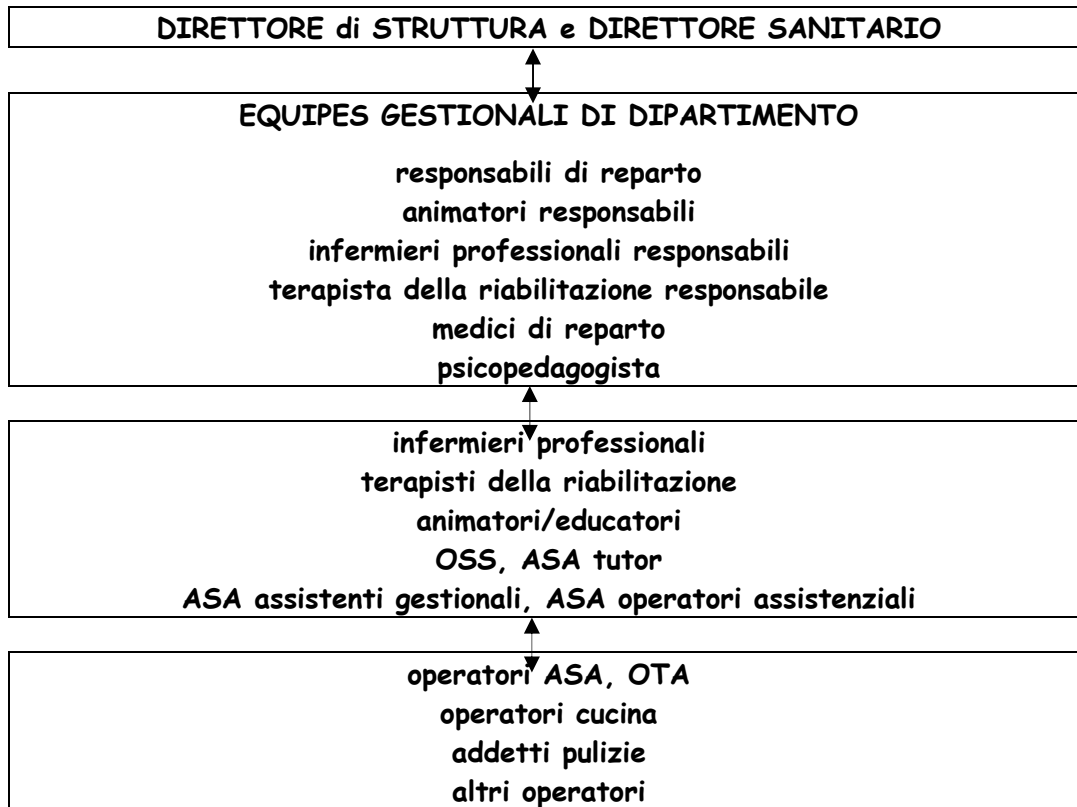 DIRETTORE di STRUTTURA e DIRETTORE SANITARIO
EQUIPES GESTIONALI DI DIPARTIMENTO
responsabili di reparto
animatori responsabili
infermieri professionali responsabili
terapista della riabilitazione responsabile
medici di reparto
psicopedagogista
infermieri professionali
terapisti della riabilitazione
animatori/educatori
OSS, ASA tutor
ASA assistenti gestionali, ASA operatori assistenziali
operatori ASA, OTA
operatori cucina
addetti pulizie
altri operatori